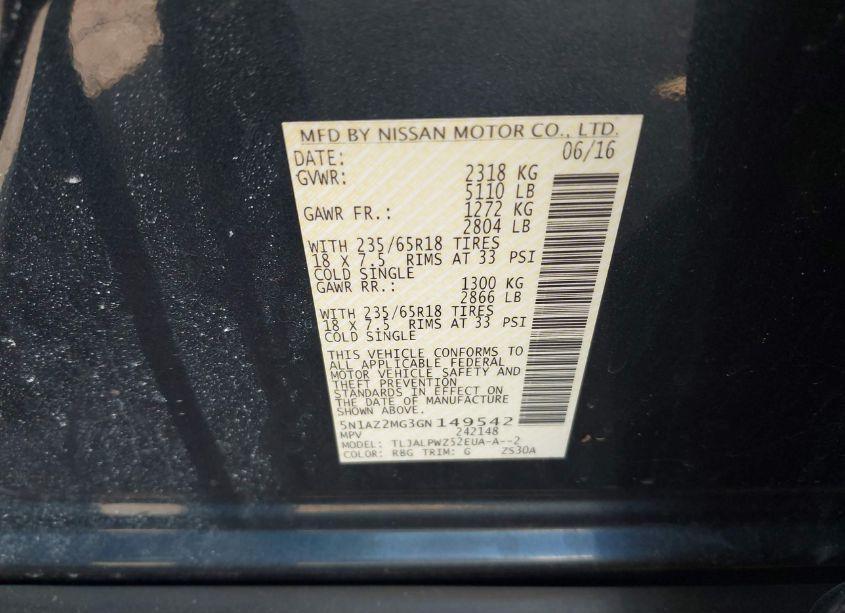 MFD BY NISSAN MOTOR CO., LTD.
DATE: 06/16
GVWR: 2318 KG
5110 LB
GAWR FR.: 1272 KG
2804 LB
WITH 235/65R18 TIRES
18 X 7.5 RIMS AT 33 PSI
COLD SINGLE
GAWR RR.: 1300 KG
2866 LB
WITH 235/65R18 TIRES
18 X 7.5 RIMS AT 33 PSI
COLD SINGLE
THIS VEHICLE CONFORMS TO
ALL APPLICABLE FEDERAL
MOTOR VEHICLE SAFETY AND
THEFT PREVENTION
STANDARDS IN EFFECT ON
THE DATE OF MANUFACTURE
SHOWN ABOVE.
5N1AZ2MG3GN149542
MPV 242148
MODEL: TLJALPWZ52EUA-A--2
COLOR: RBG TRIM: G ZS30A